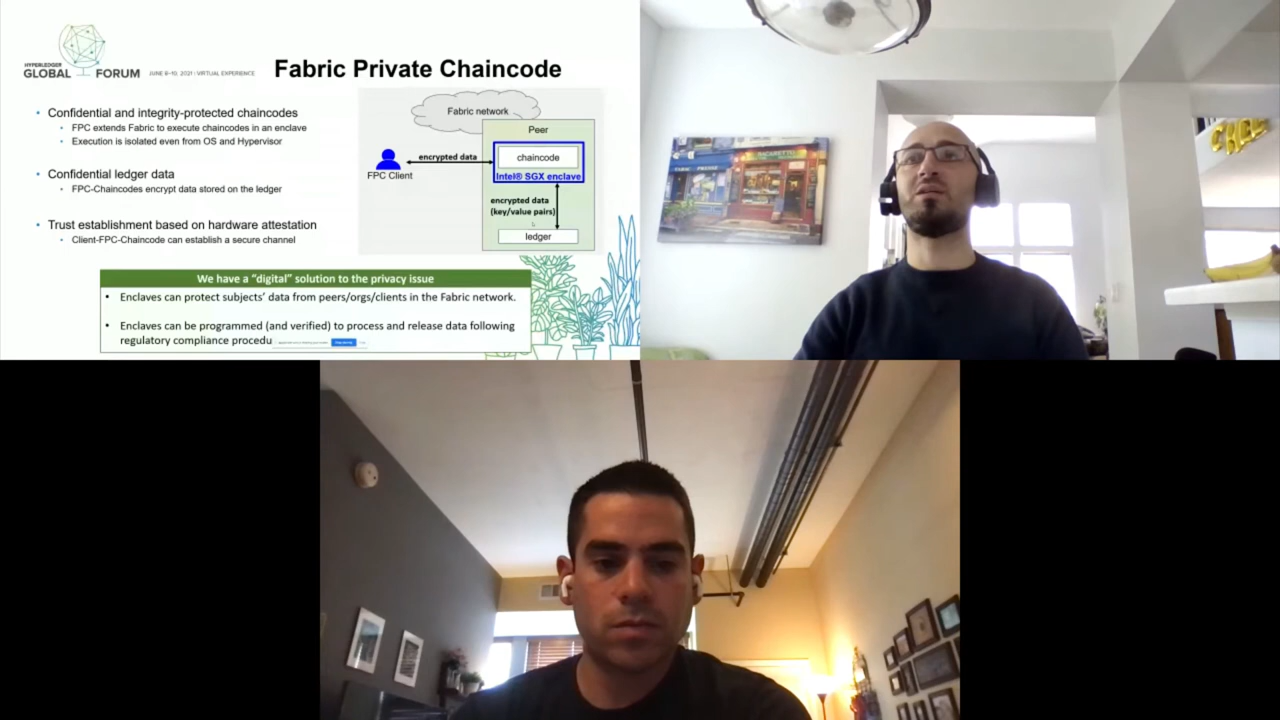 HYPERLEDGER
GLOBAL FORUM
JUNE 8-10, 2021 | VIRTUAL EXPERIENCE
Fabric Private Chaincode
• Confidential and integrity-protected chaincodes
• FPC extends Fabric to execute chaincodes in an enclave
• Execution is isolated even from OS and Hypervisor
• Confidential ledger data
• FPC-Chaincodes encrypt data stored on the ledger
• Trust establishment based on hardware attestation
• Client-FPC-Chaincode can establish a secure channel
Fabric network
Peer
encrypted data
chaincode
FPC Client
Intel® SGX enclave
encrypted data
(key/value pairs)
ledger
We have a “digital” solution to the privacy issue
• Enclaves can protect subjects’ data from peers/orgs/clients in the Fabric network.
• Enclaves can be programmed (and verified) to process and release data following
regulatory compliance procedu